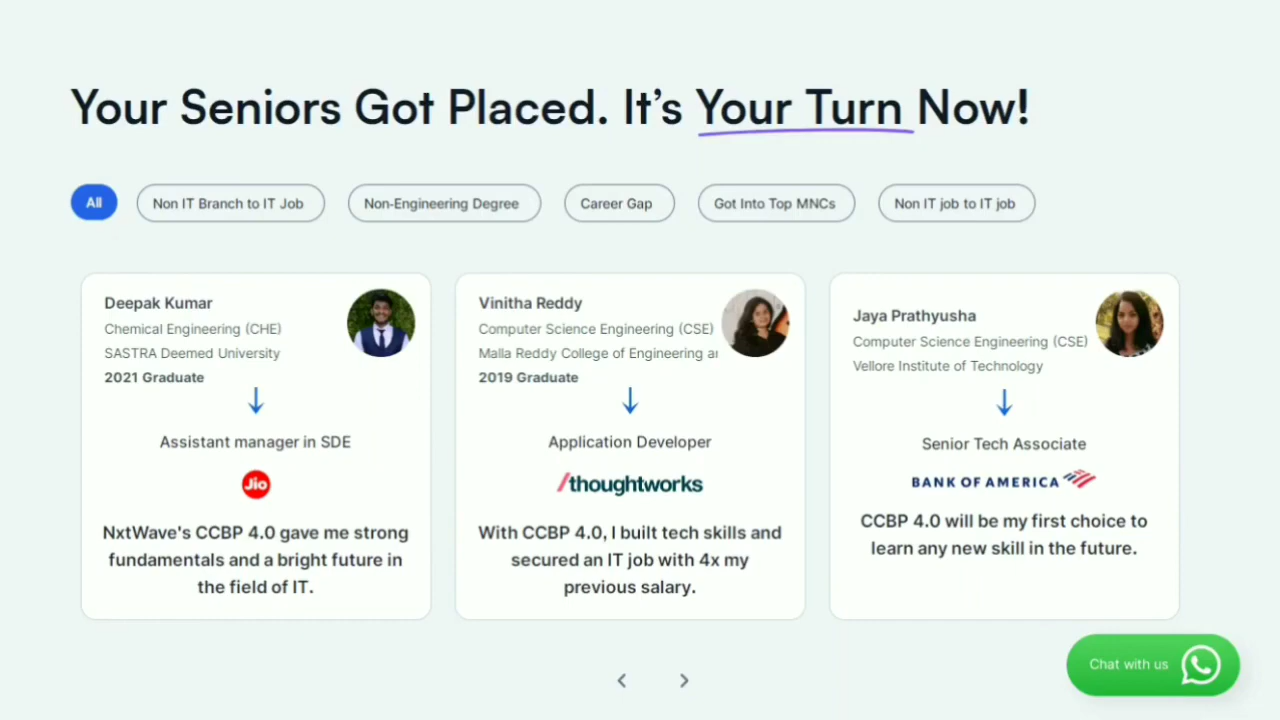 Your Seniors Got Placed. It's Your Turn Now!
All
Non IT Branch to IT Job
Non-Engineering Degree
Career Gap
Got Into Top MNCs
Non IT job to IT job
Deepak Kumar
Chemical Engineering (CHE)
SASTRA Deemed University
2021 Graduate
Assistant manager in SDE
Jio
NxtWave's CCBP 4.0 gave me strong
fundamentals and a bright future in
the field of IT.
Vinitha Reddy
Computer Science Engineering (CSE)
Malla Reddy College of Engineering
2019 Graduate
Application Developer
/thoughtworks
With CCBP 4.0, I built tech skills and
secured an IT job with 4x my
previous salary.
Jaya Prathyusha
Computer Science Engineering (CSE)
Vellore Institute of Technology
Senior Tech Associate
BANK OF AMERICA
CCBP 4.0 will be my first choice to
learn any new skill in the future.
Chat with us